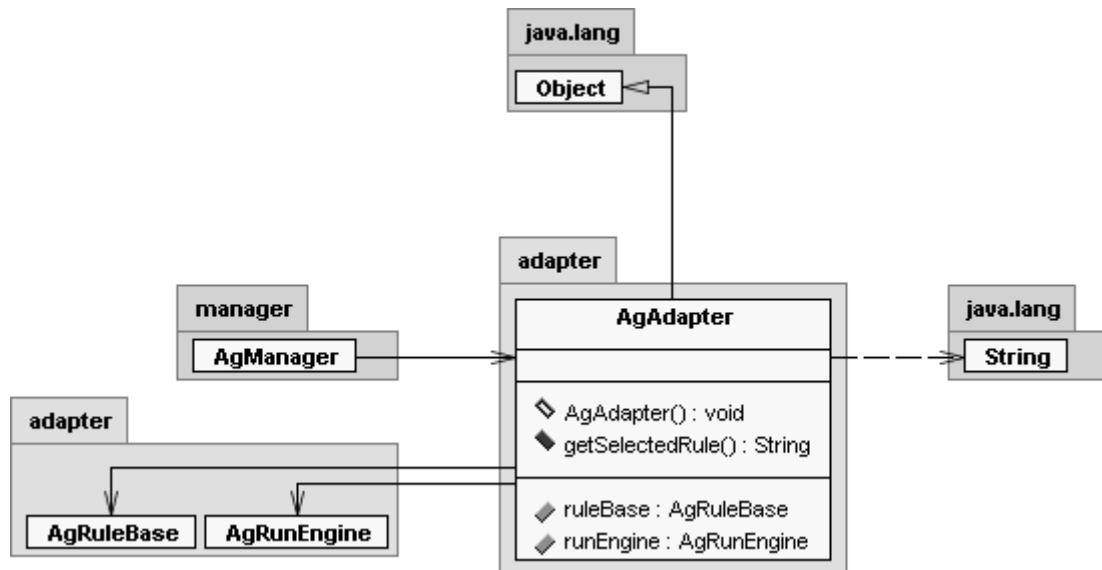 java.lang
Object
adapter
AgAdapter
manager
AgManager
java.lang
String
AgAdapter() : void
getSelectedRule() : String
adapter
AgRuleBase
AgRunEngine
ruleBase : AgRuleBase
runEngine : AgRunEngine